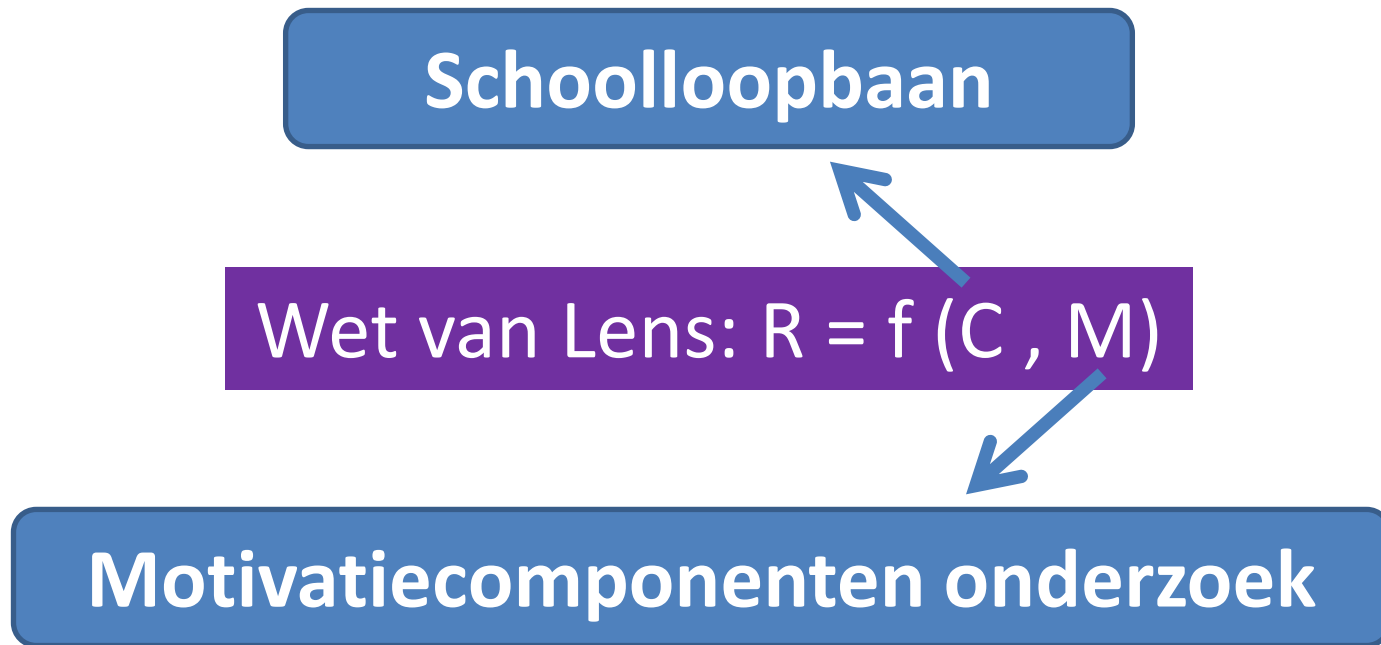 Schoolloopbaan
Wet van Lens: R = f (C , M)
Motivatiecomponenten onderzoek